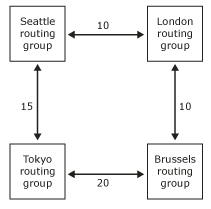 Seattle
routing
group
10
London
routing
group
15
10
Tokyo
routing
group
20
Brussels
routing
group